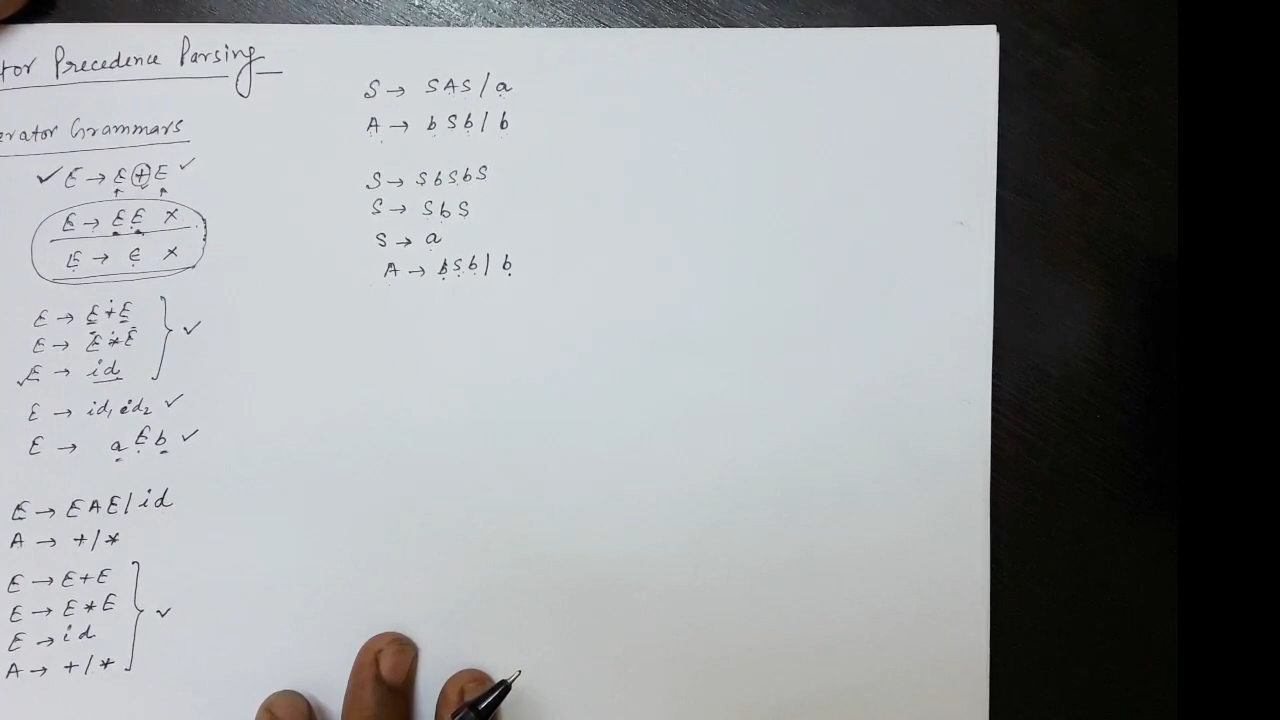 tor Precedence Parsing
erator Grammars
✓ E → E + E ✓
E → E E ×
E → ϵ ×
E → E + E
E → E * E
✓ E → id
} ✓
E → id₁ id₂ ✓
E → a E b ✓
E → E A E / id
A → + / *
E → E + E
E → E * E
E → id
A → + / *
} ✓
S → S A S / a
A → b S b / b
S → S b S b S
S → S b S
S → a
A → b S b / b